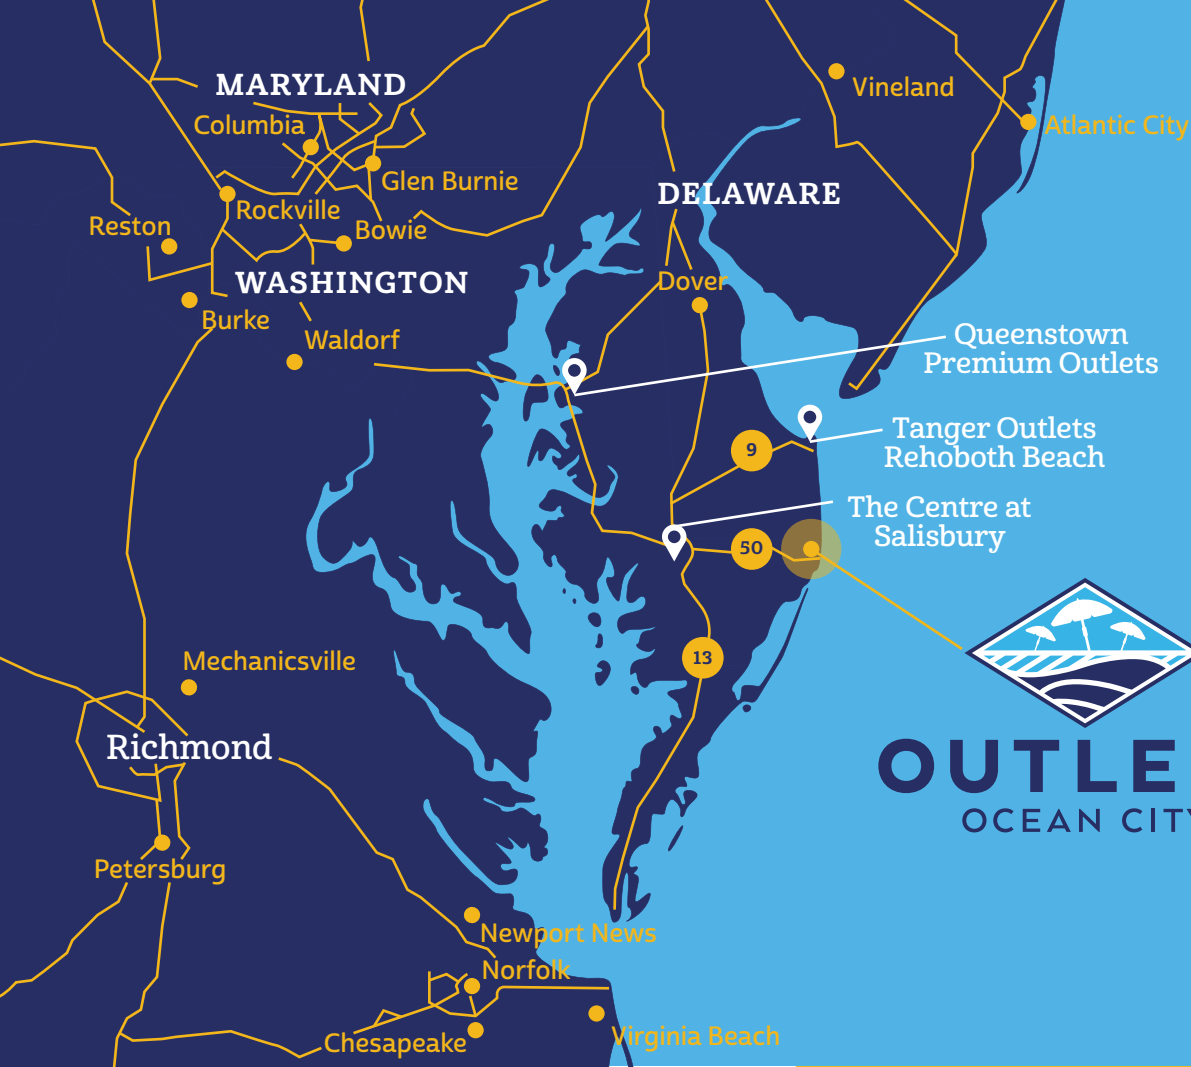 MARYLAND
Vineland
Columbia
Atlantic City
Glen Burnie
DELAWARE
Rockville
Reston
Bowie
WASHINGTON
Dover
Burke
Waldorf
Queenstown
Premium Outlets
Tanger Outlets
Rehoboth Beach
9
The Centre at
Salisbury
50
13
Mechanicsville
Richmond
OUTLE
OCEAN CITY
Petersburg
Newport News
Norfolk
Chesapeake
Virginia Beach